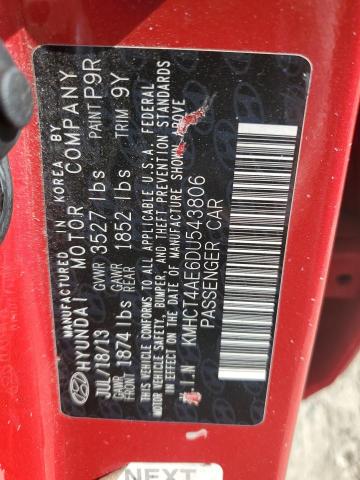 MANUFACTURED IN KOREA BY
HYUNDAI MOTOR COMPANY
JUL/18/13 GVWR 3527 lbs PAINT P9R
GAWR FRONT 1874 lbs GAWR REAR 1852 lbs TRIM 9Y
THIS VEHICLE CONFORMS TO ALL APPLICABLE U.S.A. FEDERAL
MOTOR VEHICLE SAFETY, BUMPER, AND THEFT PREVENTION STANDARDS
IN EFFECT ON THE DATE OF MANUFACTURE SHOWN ABOVE
V.I.N KMHCT4AE6DU543806
PASSENGER CAR
NEXT